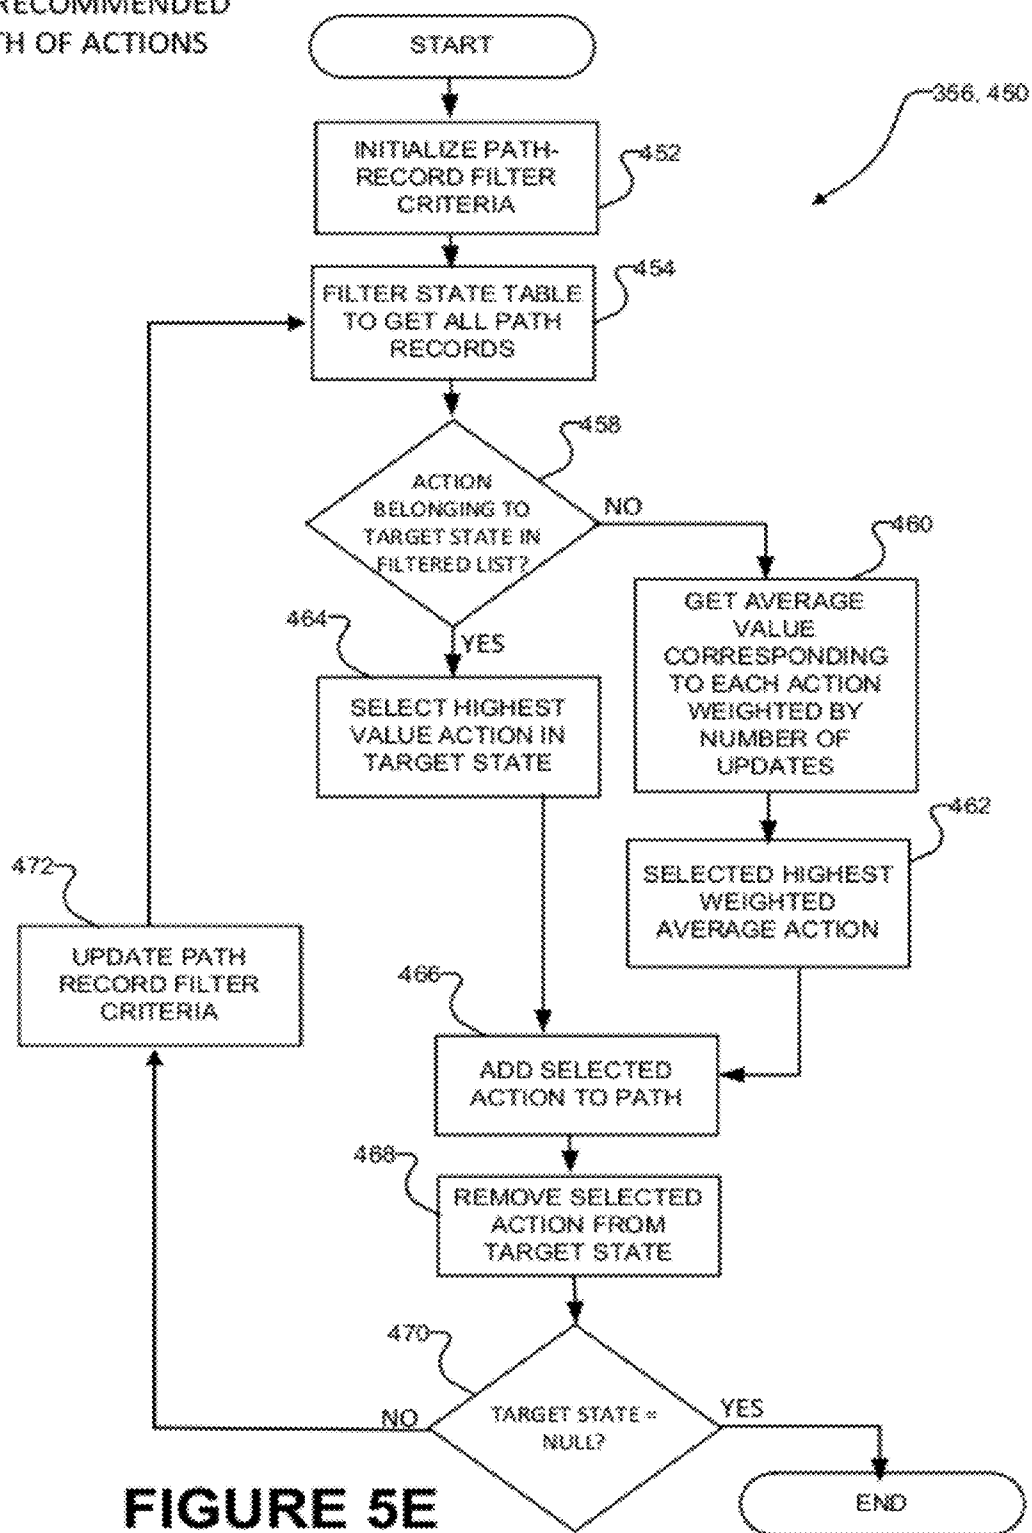 RECOMMENDED
TH OF ACTIONS
START
356, 450
INITIALIZE PATH-
RECORD FILTER
CRITERIA
452
FILTER STATE TABLE
TO GET ALL PATH
RECORDS
454
ACTION
BELONGING TO
TARGET STATE IN
FILTERED LIST?
458
NO
YES
460
GET AVERAGE
VALUE
CORRESPONDING
TO EACH ACTION
WEIGHTED BY
NUMBER OF
UPDATES
464
SELECT HIGHEST
VALUE ACTION IN
TARGET STATE
462
SELECTED HIGHEST
WEIGHTED
AVERAGE ACTION
472
UPDATE PATH
RECORD FILTER
CRITERIA
466
ADD SELECTED
ACTION TO PATH
468
REMOVE SELECTED
ACTION FROM
TARGET STATE
470
TARGET STATE =
NULL?
NO
YES
END
FIGURE 5E